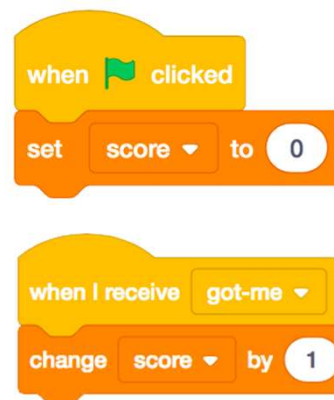 when clicked
set score to 0
when I receive got-me
change score by 1